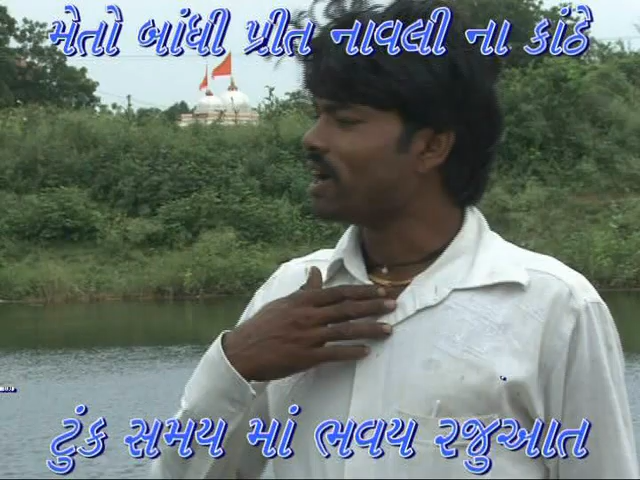 મેતો બાંધી પ્રીત નાવલી ના કાંઠે
ટુંક સમય માં ભવય રજુઆત